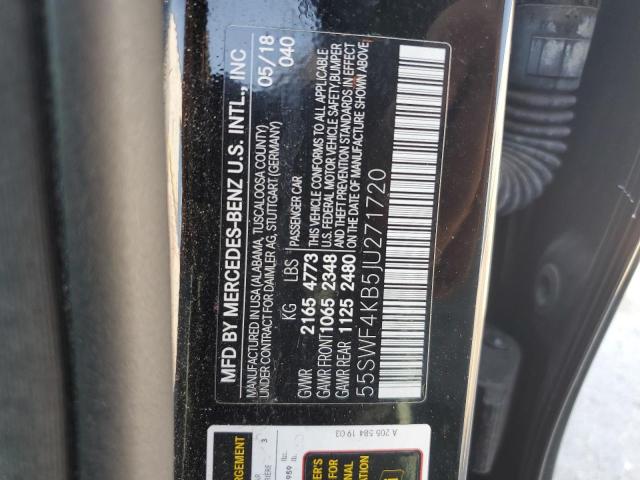 MFD BY MERCEDES-BENZ U.S. INTL., INC
MANUFACTURED IN USA (ALABAMA, TUSCALOOSA COUNTY)
UNDER CONTRACT FOR DAIMLER AG, STUTTGART (GERMANY)
05/18
040
KG LBS PASSENGER CAR
GVWR 2165 4773 THIS VEHICLE CONFORMS TO ALL APPLICABLE
GAWR FRONT 1065 2348 U.S. FEDERAL MOTOR VEHICLE SAFETY, BUMPER
GAWR REAR 1125 2480 AND THEFT PREVENTION STANDARDS IN EFFECT
ON THE DATE OF MANUFACTURE SHOWN ABOVE
55SWF4KB5JU271720
A 205 584 19 03
3
959